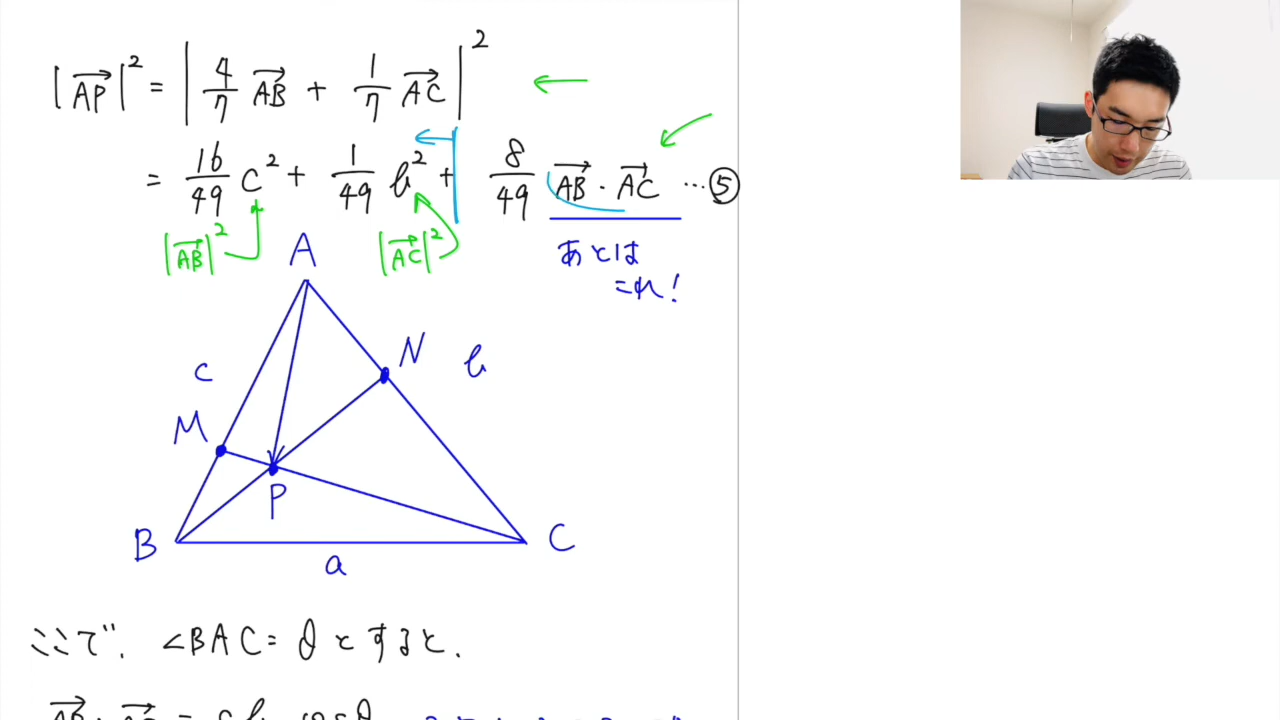 |AP→|² = |4/7 AB→ + 1/7 AC→|²
= 16/49 c² + 1/49 b² + 8/49 AB→・AC→ …⑤
|AB→|² |AC→|² あとは
これ!
A
N
c b
M
P
B C
a
ここで、∠BAC=θとすると、